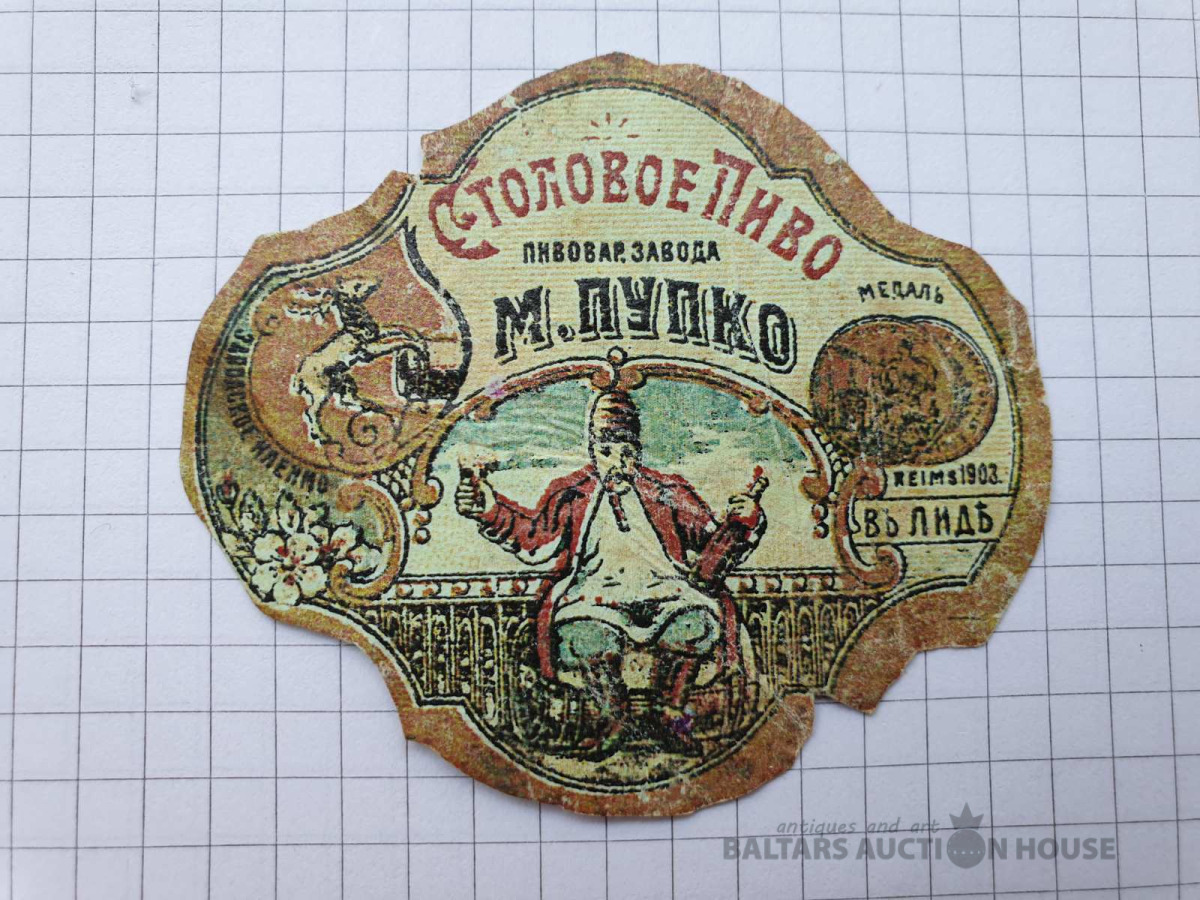 Столовое Пиво
ПИВОВАР. ЗАВОДА
М. ПУПКО
МЕДАЛЬ
REIMS 1903.
ВЪ ЛИДѢ
antiques and art
BALTARS AUCTION HOUSE